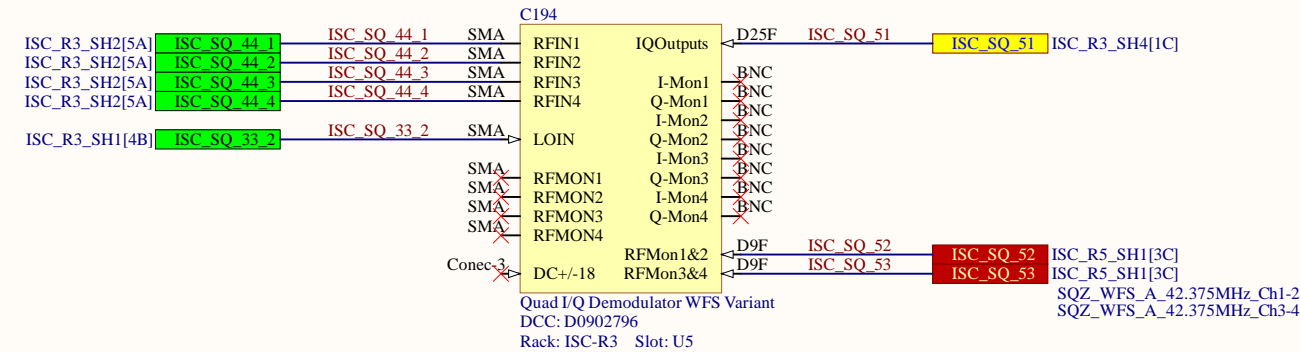 C194
ISC_R3_SH2[5A] ISC_SQ_44_1 ISC_SQ_44_1 SMA RFIN1 IQOutputs D25F ISC_SQ_51 ISC_SQ_51 ISC_R3_SH4[1C]
ISC_R3_SH2[5A] ISC_SQ_44_2 ISC_SQ_44_2 SMA RFIN2
ISC_R3_SH2[5A] ISC_SQ_44_3 ISC_SQ_44_3 SMA RFIN3 I-Mon1 BNC
ISC_R3_SH2[5A] ISC_SQ_44_4 ISC_SQ_44_4 SMA RFIN4 Q-Mon1 BNC
I-Mon2 BNC
ISC_R3_SH1[4B] ISC_SQ_33_2 ISC_SQ_33_2 SMA LOIN Q-Mon2 BNC
I-Mon3 BNC
SMA RFMON1 Q-Mon3 BNC
SMA RFMON2 I-Mon4 BNC
SMA RFMON3 Q-Mon4 BNC
SMA RFMON4
RFMon1&2 D9F ISC_SQ_52 ISC_SQ_52 ISC_R5_SH1[3C]
Conec-3 DC+/-18 RFMon3&4 D9F ISC_SQ_53 ISC_SQ_53 ISC_R5_SH1[3C]
SQZ_WFS_A_42.375MHz_Ch1-2
SQZ_WFS_A_42.375MHz_Ch3-4
Quad I/Q Demodulator WFS Variant
DCC: D0902796
Rack: ISC-R3 Slot: U5